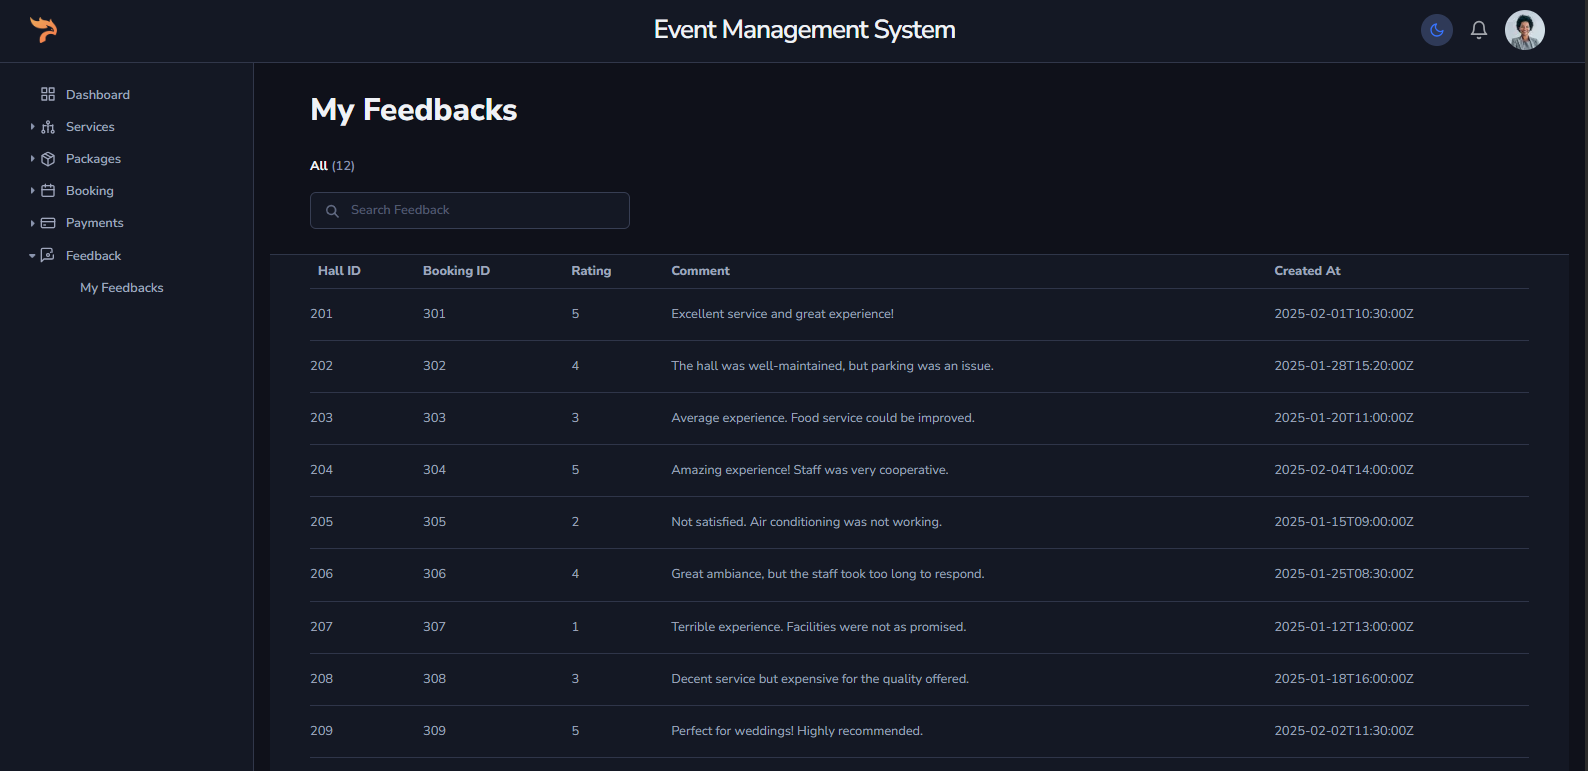 Event Management System
Dashboard
Services
Packages
Booking
Payments
Feedback
My Feedbacks
My Feedbacks
All (12)
Search Feedback
Hall ID Booking ID Rating Comment Created At
201 301 5 Excellent service and great experience! 2025-02-01T10:30:00Z
202 302 4 The hall was well-maintained, but parking was an issue. 2025-01-28T15:20:00Z
203 303 3 Average experience. Food service could be improved. 2025-01-20T11:00:00Z
204 304 5 Amazing experience! Staff was very cooperative. 2025-02-04T14:00:00Z
205 305 2 Not satisfied. Air conditioning was not working. 2025-01-15T09:00:00Z
206 306 4 Great ambiance, but the staff took too long to respond. 2025-01-25T08:30:00Z
207 307 1 Terrible experience. Facilities were not as promised. 2025-01-12T13:00:00Z
208 308 3 Decent service but expensive for the quality offered. 2025-01-18T16:00:00Z
209 309 5 Perfect for weddings! Highly recommended. 2025-02-02T11:30:00Z